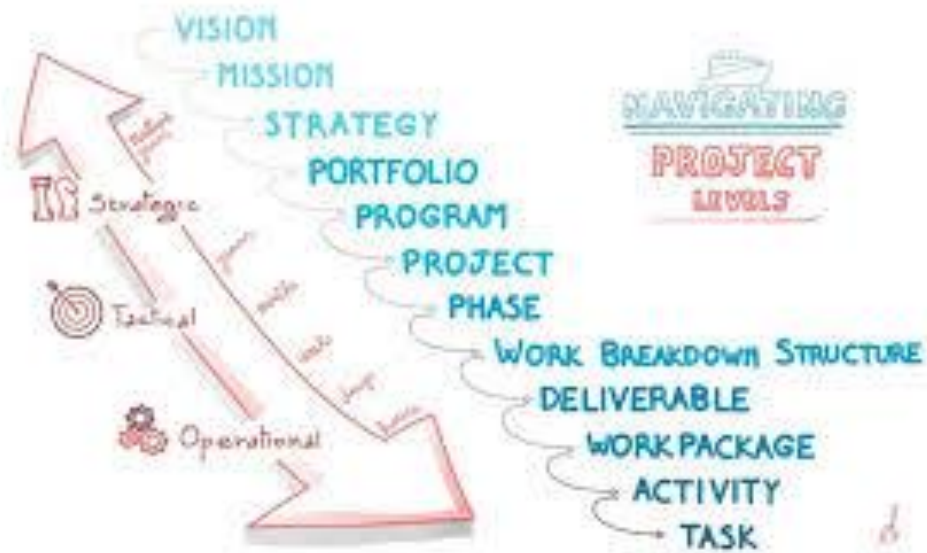 VISION
MISSION
STRATEGY
PORTFOLIO
PROGRAM
PROJECT
PHASE
WORK BREAKDOWN STRUCTURE
DELIVERABLE
WORK PACKAGE
ACTIVITY
TASK
NAVIGATING
PROJECT
LEVELS
Strategic
Tactical
Operational